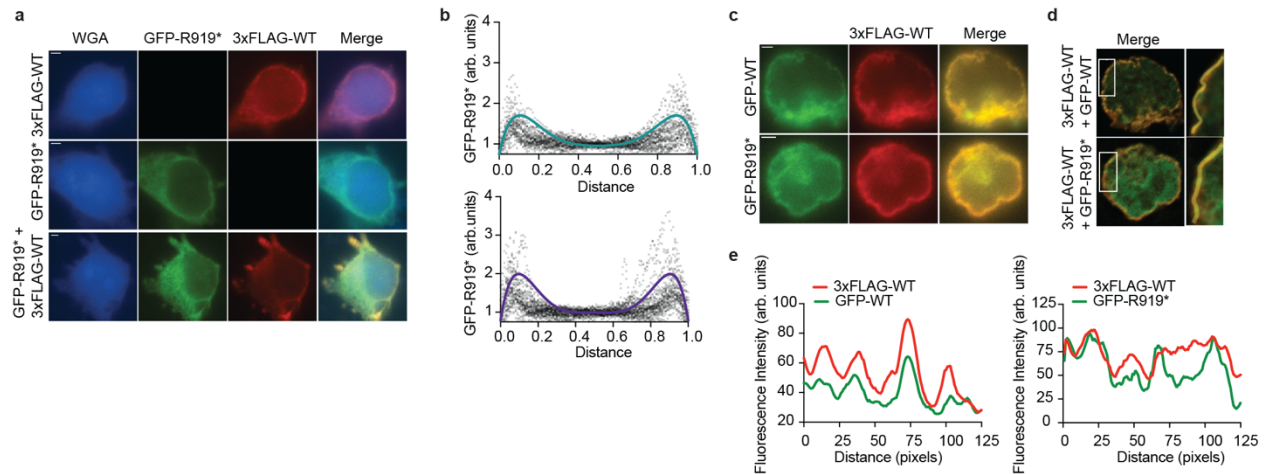 a
WGA GFP-R919* 3xFLAG-WT Merge
3xFLAG-WT
GFP-R919*
GFP-R919* +
3xFLAG-WT
b
GFP-R919* (arb. units)
4
3
2
1
0.0 0.2 0.4 0.6 0.8 1.0
Distance
GFP-R919* (arb.units)
4
3
2
1
0.0 0.2 0.4 0.6 0.8 1.0
Distance
c
3xFLAG-WT Merge
GFP-WT
GFP-R919*
d
Merge
3xFLAG-WT
+ GFP-WT
3xFLAG-WT
+ GFP-R919*
e
3xFLAG-WT
GFP-WT
Fluorescence Intensity (arb. units)
100
80
60
40
20
0 25 50 75 100 125
Distance (pixels)
3xFLAG-WT
GFP-R919*
Fluorescence Intensity (arb. units)
125
100
75
50
25
0
0 25 50 75 100 125
Distance (pixels)